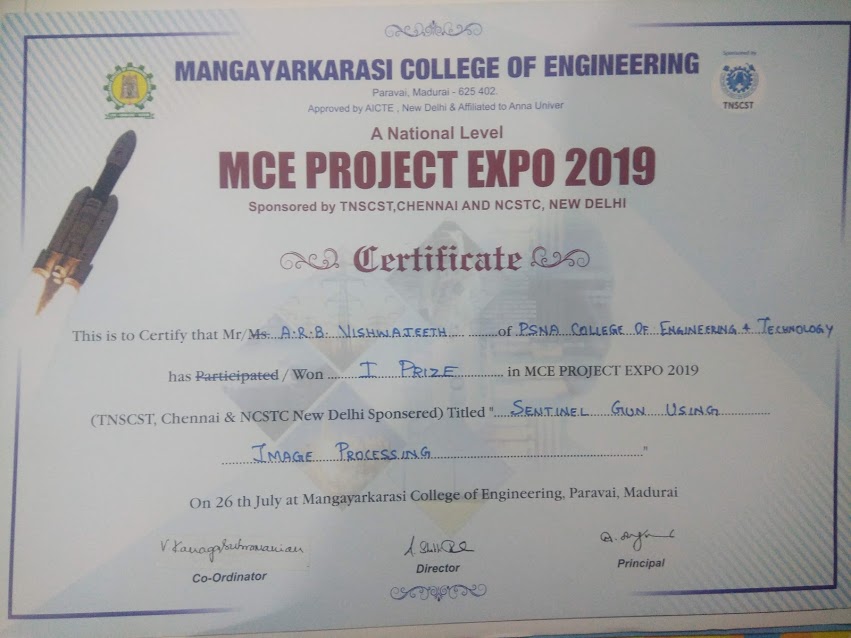 MANGAYARKARASI COLLEGE OF ENGINEERING
Paravai, Madurai - 625 402.
Approved by AICTE , New Delhi & Affiliated to Anna Univer
Sponsored by
TNSCST
A National Level
MCE PROJECT EXPO 2019
Sponsored by TNSCST,CHENNAI AND NCSTC, NEW DELHI
Certificate
This is to Certify that Mr/Ms. A.R.B. VISHWAJEETH of PSNA COLLEGE OF ENGINEERING & TECHNOLOGY
has Participated / Won I PRIZE in MCE PROJECT EXPO 2019
(TNSCST, Chennai & NCSTC New Delhi Sponsered) Titled " SENTINEL GUN USING
IMAGE PROCESSING "
On 26 th July at Mangayarkarasi College of Engineering, Paravai, Madurai
V Kanagasubramanian
Co-Ordinator
Director
Principal